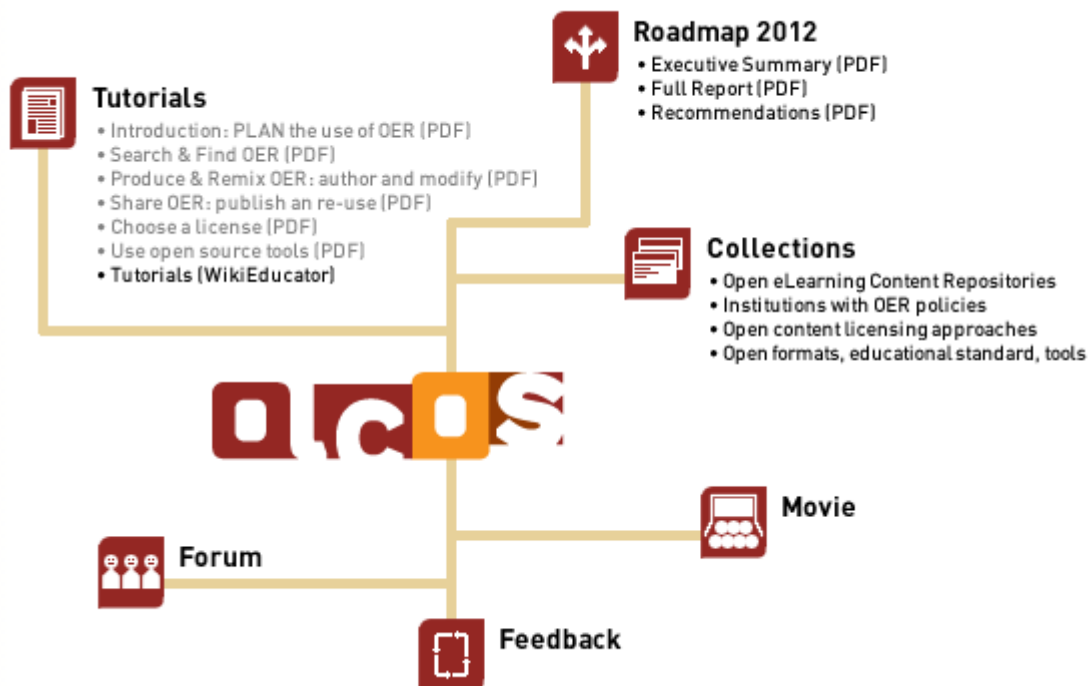 Roadmap 2012
• Executive Summary (PDF)
• Full Report (PDF)
• Recommendations (PDF)
Tutorials
• Introduction: PLAN the use of OER (PDF)
• Search & Find OER (PDF)
• Produce & Remix OER: author and modify (PDF)
• Share OER: publish an re-use (PDF)
• Choose a license (PDF)
• Use open source tools (PDF)
• Tutorials (WikiEducator)
Collections
• Open eLearning Content Repositories
• Institutions with OER policies
• Open content licensing approaches
• Open formats, educational standard, tools
OLCOS
Movie
Forum
Feedback